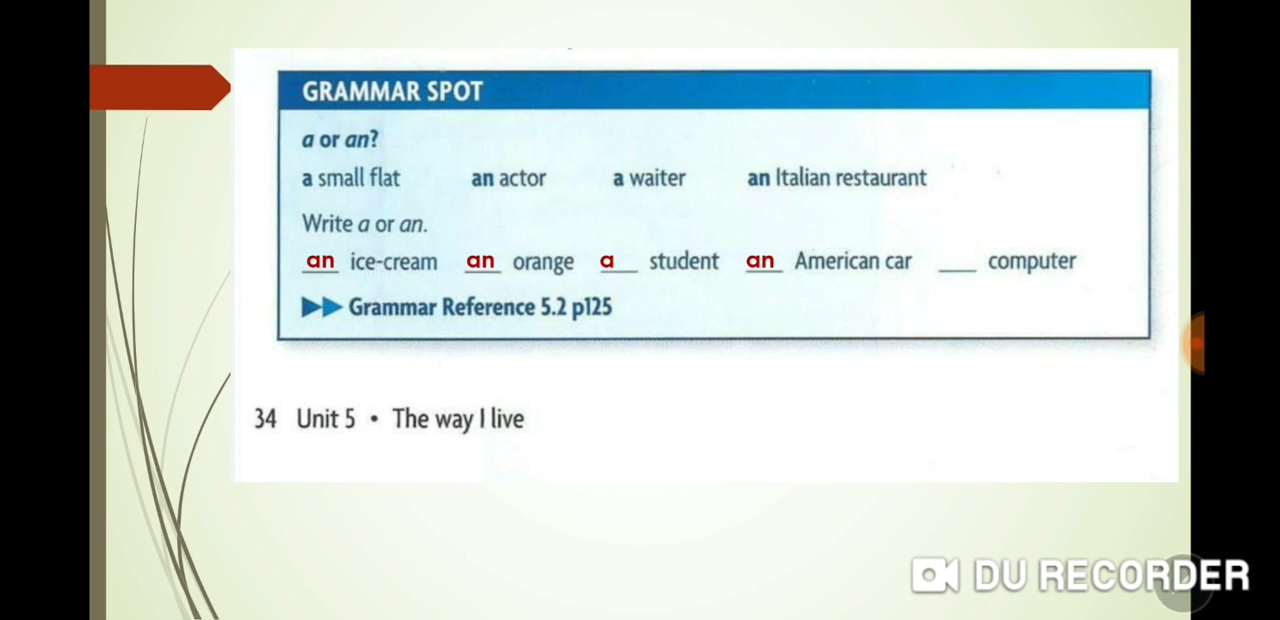 GRAMMAR SPOT
a or an?
a small flat an actor a waiter an Italian restaurant
Write a or an.
an ice-cream an orange a student an American car ___ computer
Grammar Reference 5.2 p125
34 Unit 5 • The way I live
DU RECORDER